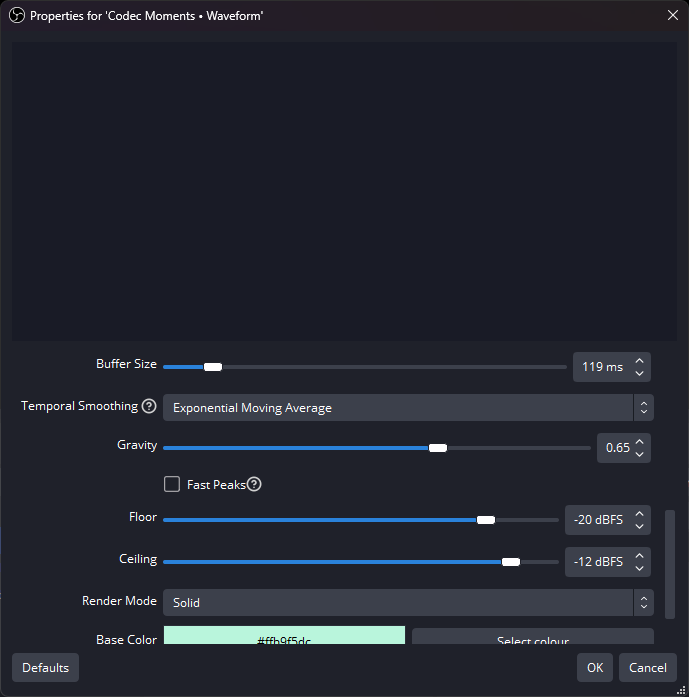 Properties for 'Codec Moments • Waveform'
Buffer Size 119 ms
Temporal Smoothing ? Exponential Moving Average
Gravity 0.65
Fast Peaks ?
Floor -20 dBFS
Ceiling -12 dBFS
Render Mode Solid
Base Color #ffb9f5dc Select colour
Defaults OK Cancel